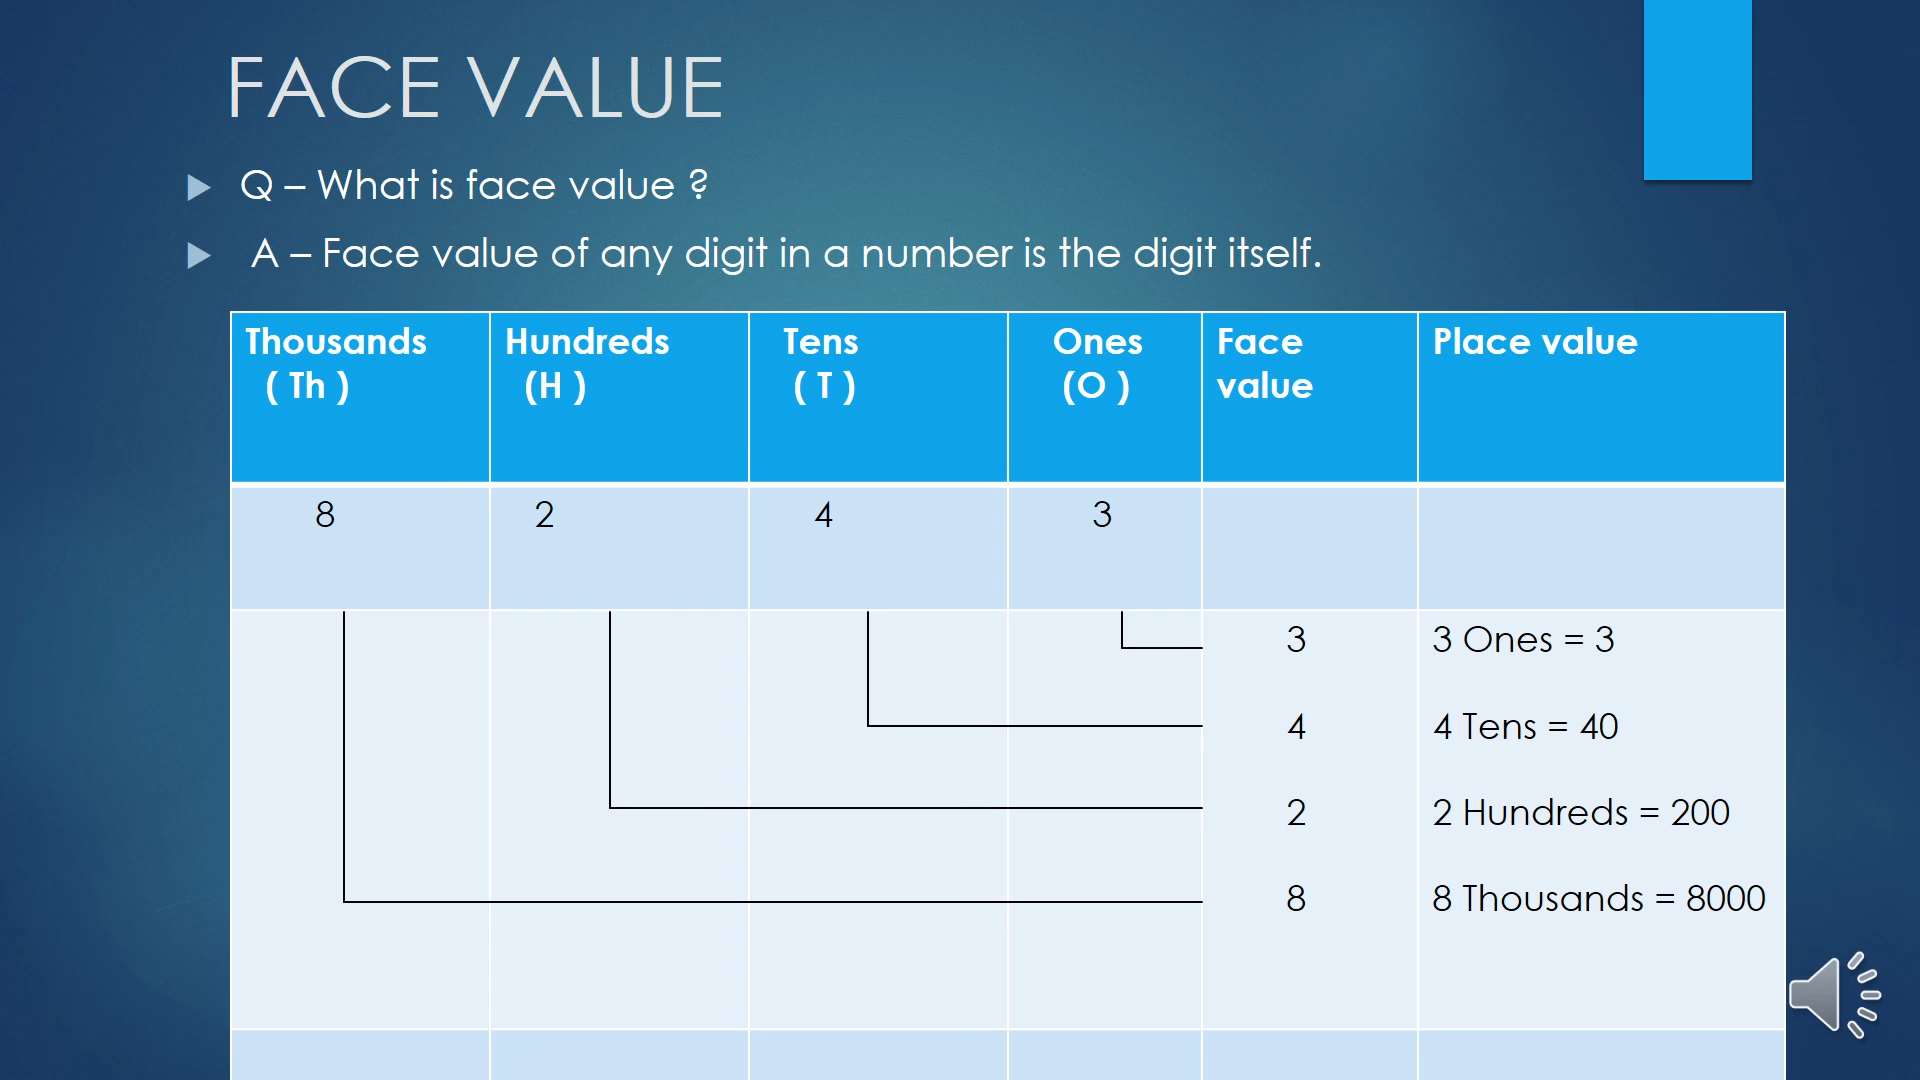 FACE VALUE
Q – What is face value ?
A – Face value of any digit in a number is the digit itself.
Thousands Hundreds Tens Ones Face Place value
( Th ) (H ) ( T ) (O ) value
8 2 4 3
3 3 Ones = 3
4 4 Tens = 40
2 2 Hundreds = 200
8 8 Thousands = 8000